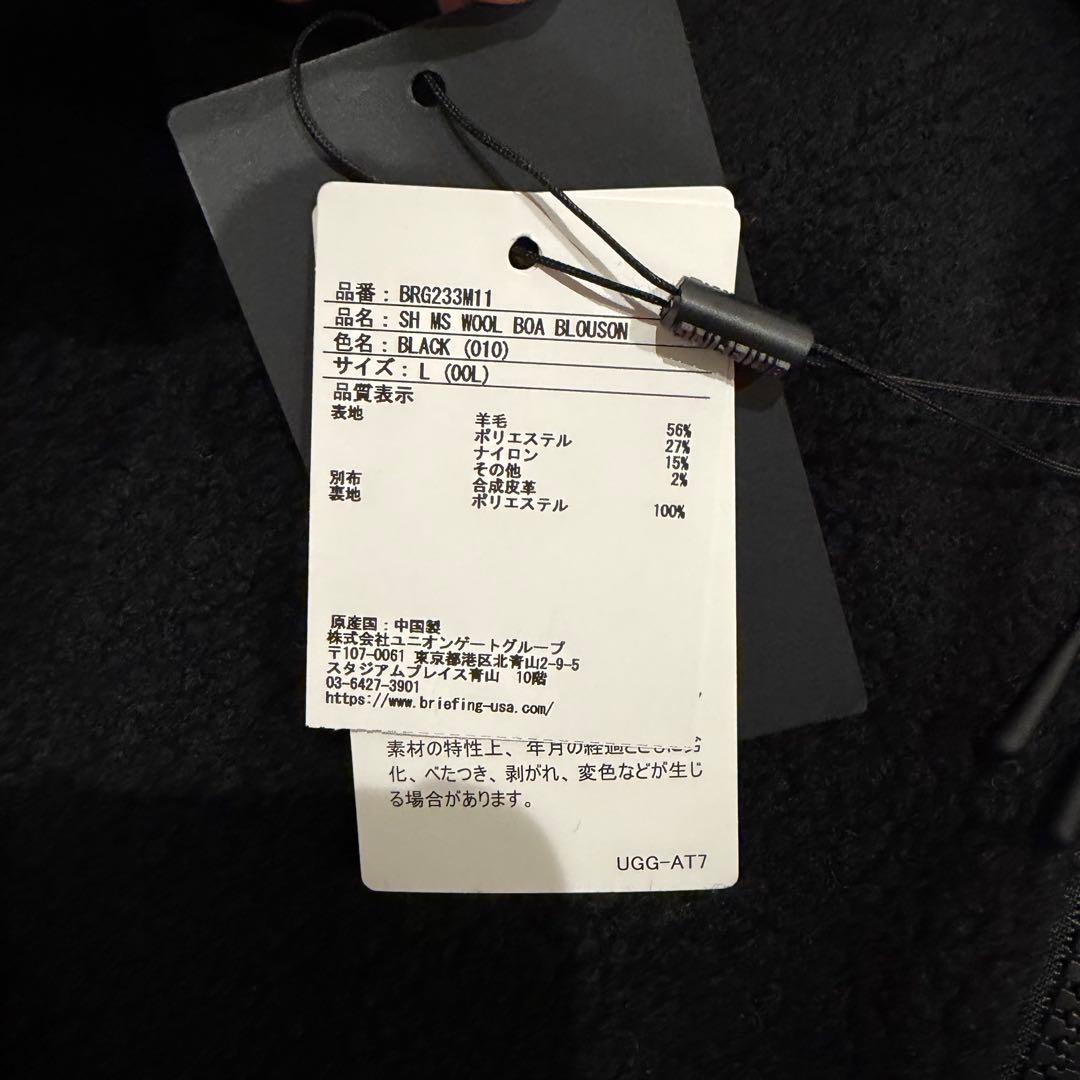 品番：BRG233M11
品名：SH MS WOOL BOA BLOUSON
色名：BLACK (010)
サイズ：L (00L)
品質表示
表地 羊毛 56%
ポリエステル 27%
ナイロン 15%
その他 2%
別布 合成皮革
裏地 ポリエステル 100%
原産国：中国製
株式会社ユニオンゲートグループ
〒107-0061 東京都港区北青山2-9-5
スタジアムプレイス青山 10階
03-6427-3901
https://www.briefing-usa.com/
素材の特性上、年月の経過とともに劣
化、べたつき、剥がれ、変色などが生じ
る場合があります。
UGG-AT7